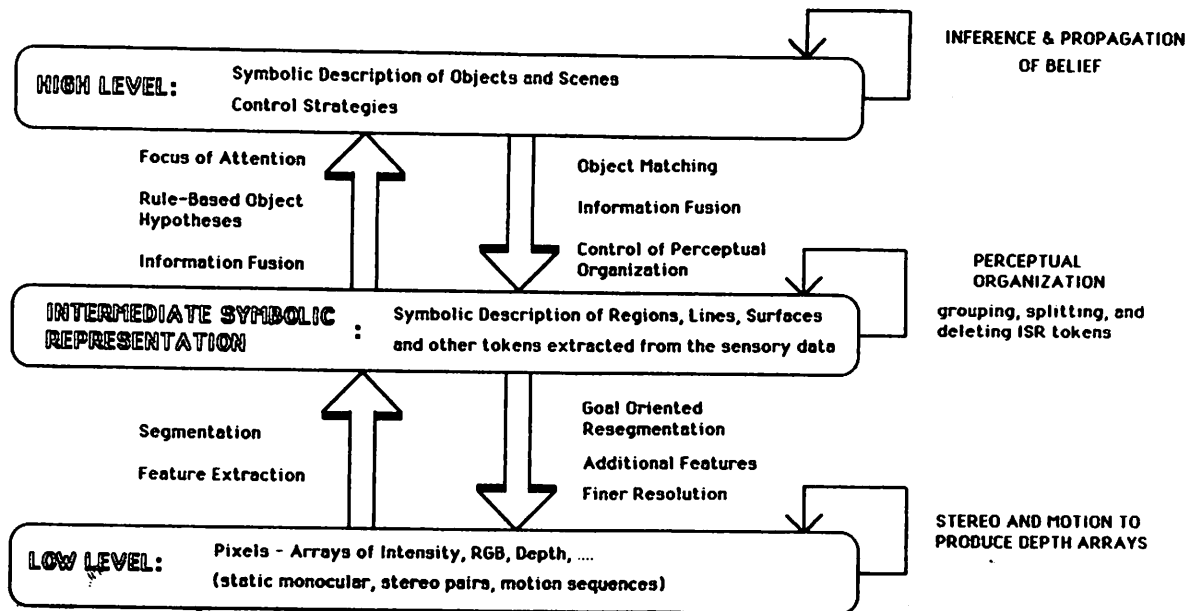 HIGH LEVEL:
Symbolic Description of Objects and Scenes
Control Strategies
INFERENCE & PROPAGATION
OF BELIEF
Focus of Attention
Rule-Based Object
Hypotheses
Information Fusion
Object Matching
Information Fusion
Control of Perceptual
Organization
INTERMEDIATE SYMBOLIC
REPRESENTATION :
Symbolic Description of Regions, Lines, Surfaces
and other tokens extracted from the sensory data
PERCEPTUAL
ORGANIZATION
grouping, splitting, and
deleting ISR tokens
Segmentation
Feature Extraction
Goal Oriented
Resegmentation
Additional Features
Finer Resolution
LOW LEVEL:
Pixels - Arrays of Intensity, RGB, Depth, ....
(static monocular, stereo pairs, motion sequences)
STEREO AND MOTION TO
PRODUCE DEPTH ARRAYS